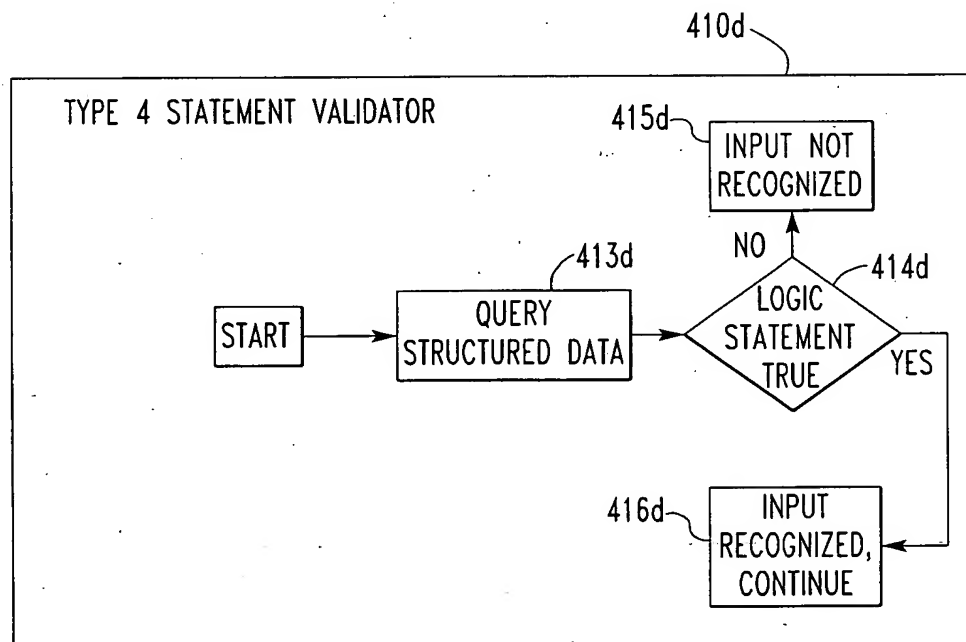 410d
TYPE 4 STATEMENT VALIDATOR
415d
INPUT NOT
RECOGNIZED
NO
413d
414d
START
QUERY
STRUCTURED DATA
LOGIC
STATEMENT
TRUE
YES
416d
INPUT
RECOGNIZED,
CONTINUE